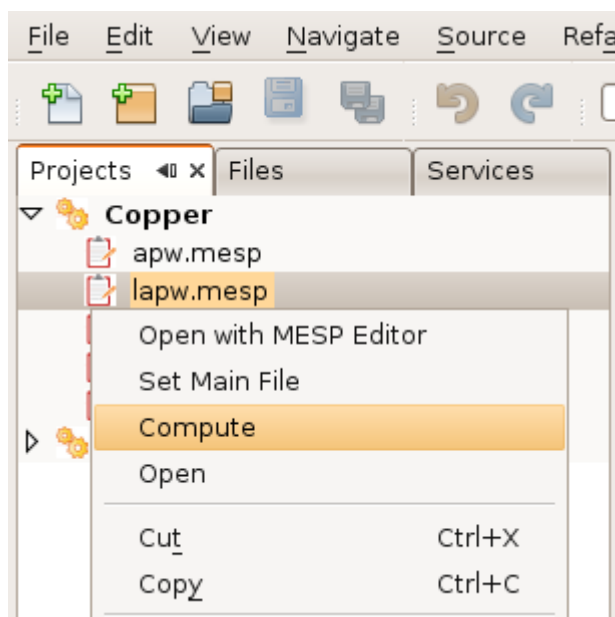 File Edit View Navigate Source Refa
Projects Files Services
Copper
apw.mesp
lapw.mesp
Open with MESP Editor
Set Main File
Compute
Open
Cut Ctrl+X
Copy Ctrl+C